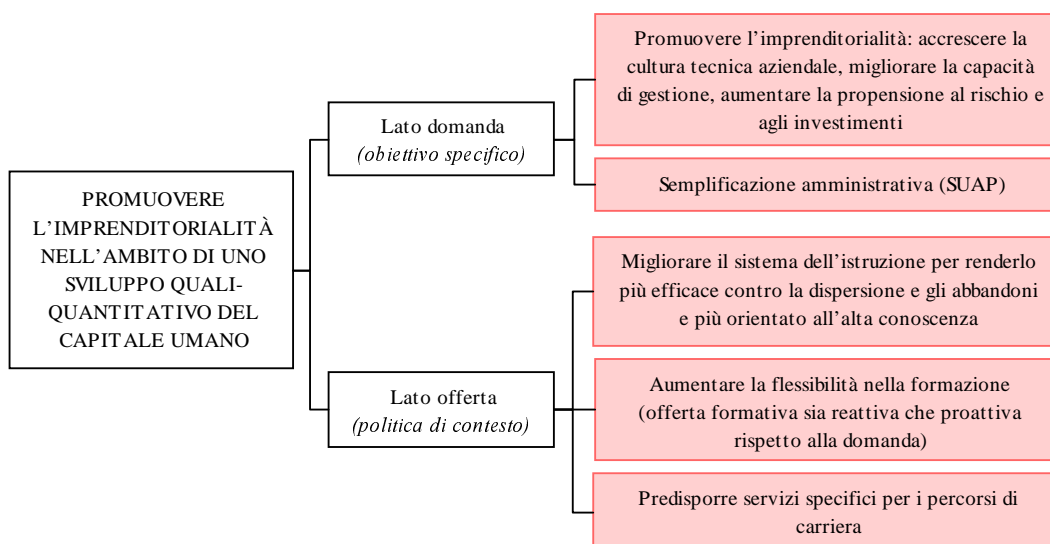 PROMUOVERE
L'IMPRENDITORIALITÀ
NELL'AMBITO DI UNO
SVILUPPO QUALI-
QUANTITATIVO DEL
CAPITALE UMANO
Lato domanda
(obiettivo specifico)
Promuovere l'imprenditorialità: accrescere la
cultura tecnica aziendale, migliorare la capacità
di gestione, aumentare la propensione al rischio e
agli investimenti
Semplificazione amministrativa (SUAP)
Lato offerta
(politica di contesto)
Migliorare il sistema dell'istruzione per renderlo
più efficace contro la dispersione e gli abbandoni
e più orientato all'alta conoscenza
Aumentare la flessibilità nella formazione
(offerta formativa sia reattiva che proattiva
rispetto alla domanda)
Predisporre servizi specifici per i percorsi di
carriera